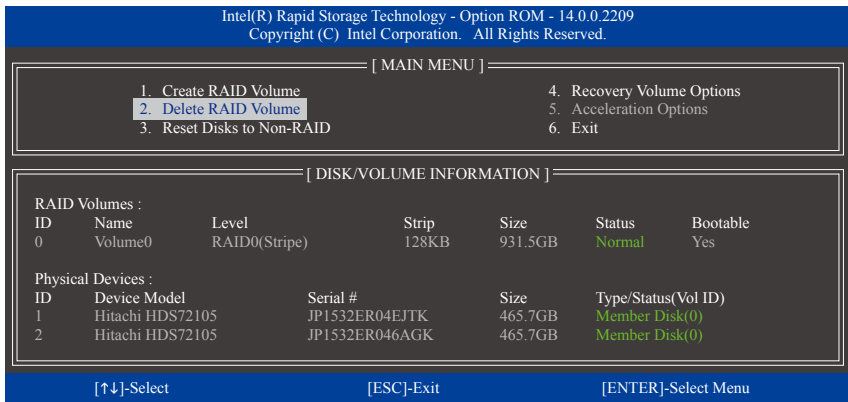 Intel(R) Rapid Storage Technology - Option ROM - 14.0.0.2209
Copyright (C) Intel Corporation. All Rights Reserved.
[ MAIN MENU ]
1. Create RAID Volume 4. Recovery Volume Options
2. Delete RAID Volume 5. Acceleration Options
3. Reset Disks to Non-RAID 6. Exit
[ DISK/VOLUME INFORMATION ]
RAID Volumes :
ID Name Level Strip Size Status Bootable
0 Volume0 RAID0(Stripe) 128KB 931.5GB Normal Yes
Physical Devices :
ID Device Model Serial # Size Type/Status(Vol ID)
1 Hitachi HDS72105 JP1532ER04EJTK 465.7GB Member Disk(0)
2 Hitachi HDS72105 JP1532ER046AGK 465.7GB Member Disk(0)
[↑↓]-Select [ESC]-Exit [ENTER]-Select Menu